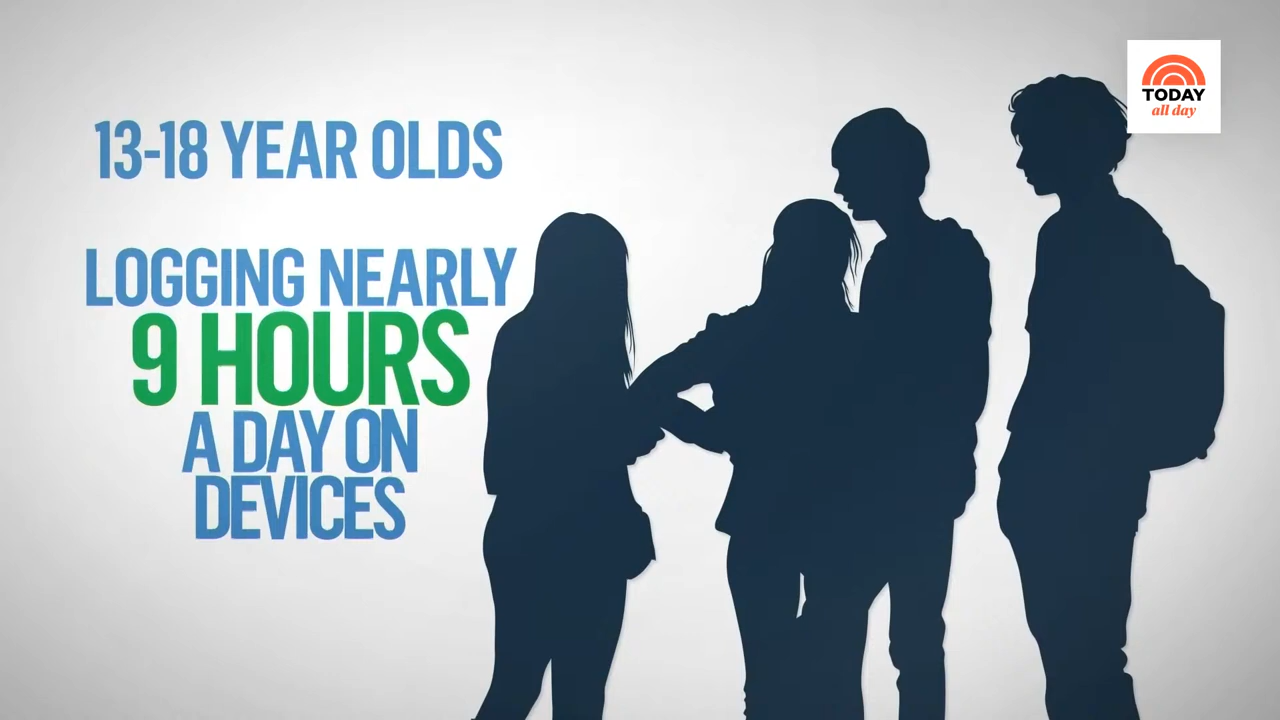 13-18 YEAR OLDS
LOGGING NEARLY
9 HOURS
A DAY ON
DEVICES
TODAY
all day